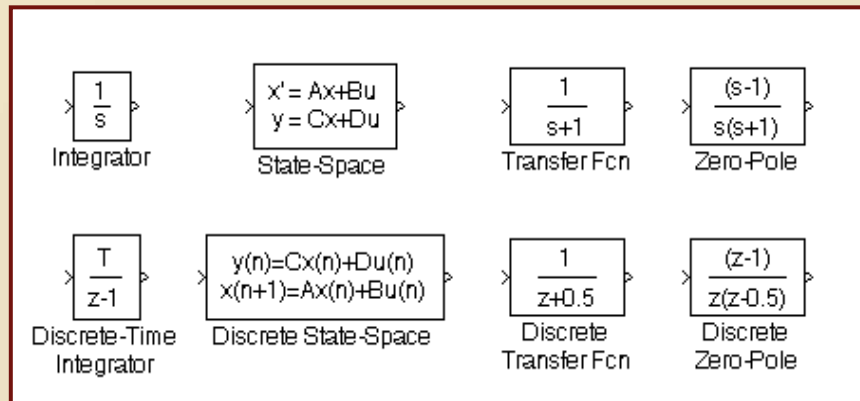 1
s
Integrator
x' = Ax+Bu
y = Cx+Du
State-Space
1
s+1
Transfer Fcn
(s-1)
s(s+1)
Zero-Pole
T
z-1
Discrete-Time
Integrator
y(n)=Cx(n)+Du(n)
x(n+1)=Ax(n)+Bu(n)
Discrete State-Space
1
z+0.5
Discrete
Transfer Fcn
(z-1)
z(z-0.5)
Discrete
Zero-Pole